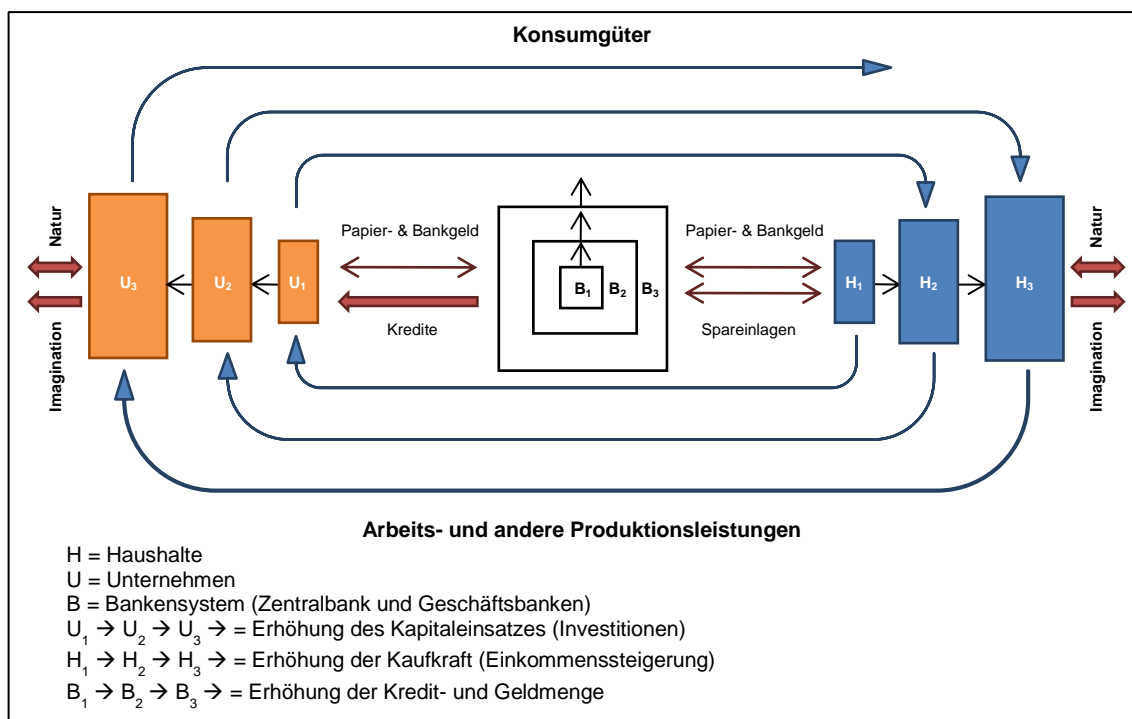 Konsumgüter
Natur
Imagination
U₃
U₂
U₁
Papier- & Bankgeld
Kredite
B₁
B₂
B₃
Papier- & Bankgeld
Spareinlagen
H₁
H₂
H₃
Natur
Imagination
Arbeits- und andere Produktionsleistungen
H = Haushalte
U = Unternehmen
B = Bankensystem (Zentralbank und Geschäftsbanken)
U₁ → U₂ → U₃ → = Erhöhung des Kapitaleinsatzes (Investitionen)
H₁ → H₂ → H₃ → = Erhöhung der Kaufkraft (Einkommenssteigerung)
B₁ → B₂ → B₃ → = Erhöhung der Kredit- und Geldmenge